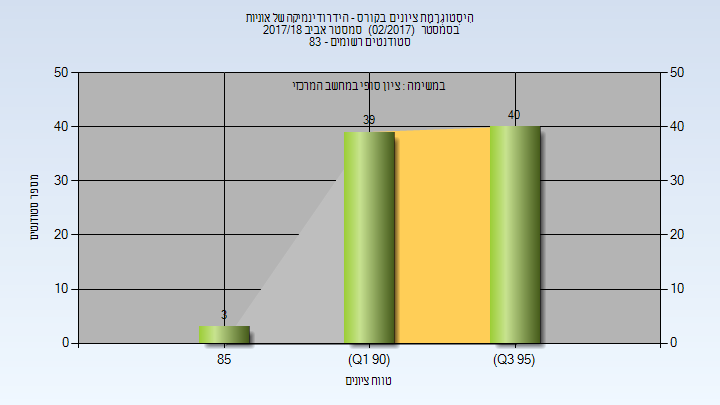 היסטוגרמת ציונים בקורס - הידרודינמיקה של אוניות
בסמסטר (02/2017) סמסטר אביב 2017/18
סטודנטים רשומים - 83
במשימה : ציון סופי במחשב המרכזי
50 50
40 40
30 30
20 20
10 10
0 0
3 39 40
מספר סטודנטים
85 (Q1 90) (Q3 95)
טווח ציונים